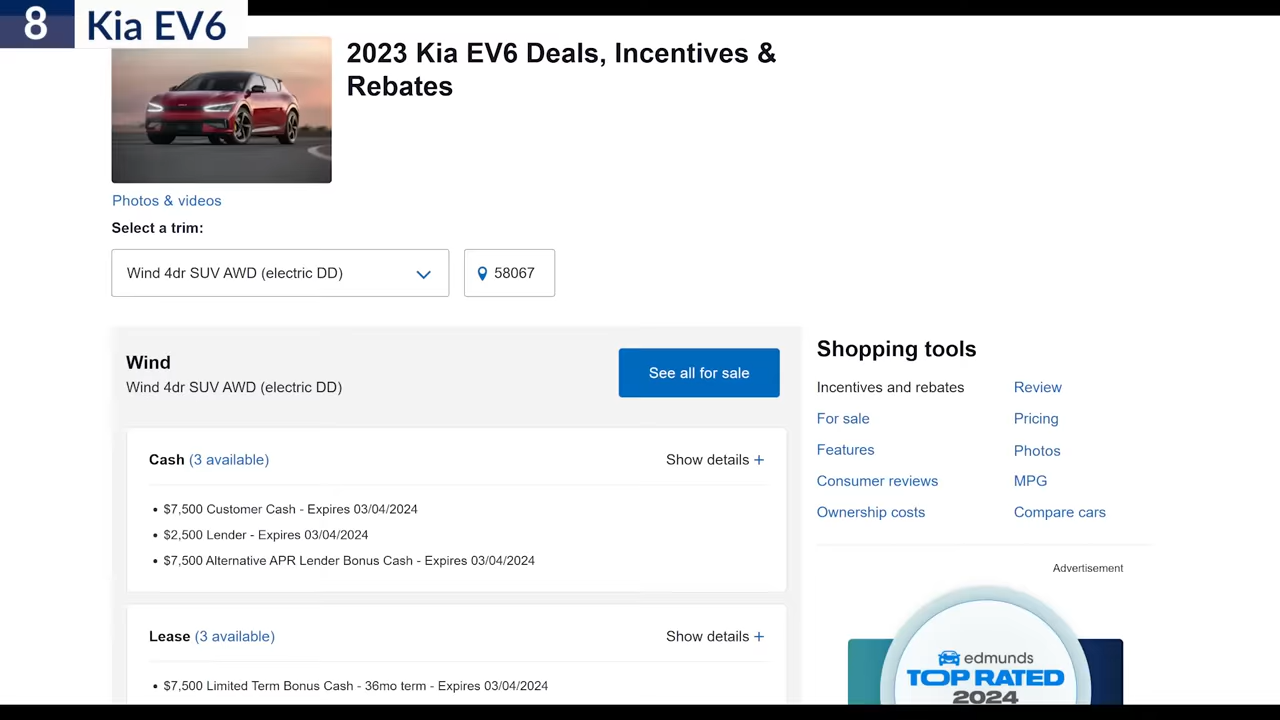 8 Kia EV6
2023 Kia EV6 Deals, Incentives &
Rebates
Photos & videos
Select a trim:
Wind 4dr SUV AWD (electric DD)
58067
Wind
Wind 4dr SUV AWD (electric DD)
See all for sale
Cash (3 available)
Show details +
• $7,500 Customer Cash - Expires 03/04/2024
• $2,500 Lender - Expires 03/04/2024
• $7,500 Alternative APR Lender Bonus Cash - Expires 03/04/2024
Lease (3 available)
Show details +
• $7,500 Limited Term Bonus Cash - 36mo term - Expires 03/04/2024
Shopping tools
Incentives and rebates
Review
For sale
Pricing
Features
Photos
Consumer reviews
MPG
Ownership costs
Compare cars
Advertisement
edmunds
TOP RATED
2024